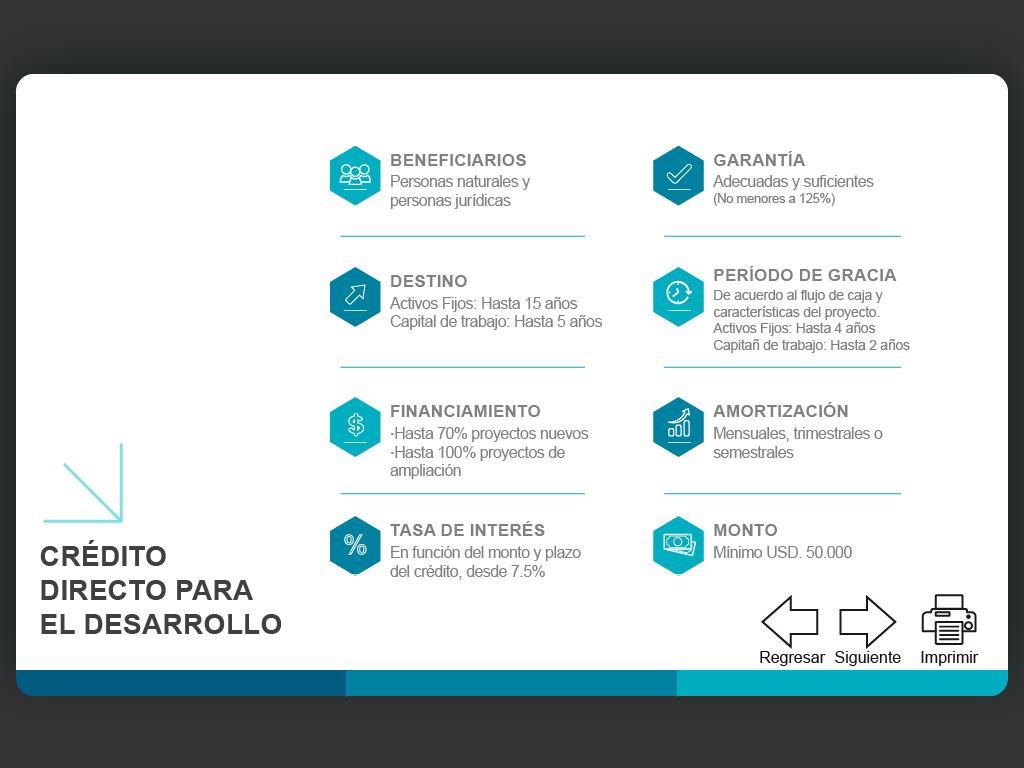 BENEFICIARIOS
Personas naturales y
personas jurídicas
GARANTÍA
Adecuadas y suficientes
(No menores a 125%)
DESTINO
Activos Fijos: Hasta 15 años
Capital de trabajo: Hasta 5 años
PERÍODO DE GRACIA
De acuerdo al flujo de caja y
características del proyecto.
Activos Fijos: Hasta 4 años
Capitañ de trabajo: Hasta 2 años
FINANCIAMIENTO
·Hasta 70% proyectos nuevos
·Hasta 100% proyectos de
ampliación
AMORTIZACIÓN
Mensuales, trimestrales o
semestrales
TASA DE INTERÉS
En función del monto y plazo
del crédito, desde 7.5%
MONTO
Mínimo USD. 50.000
CRÉDITO
DIRECTO PARA
EL DESARROLLO
Regresar
Siguiente
Imprimir